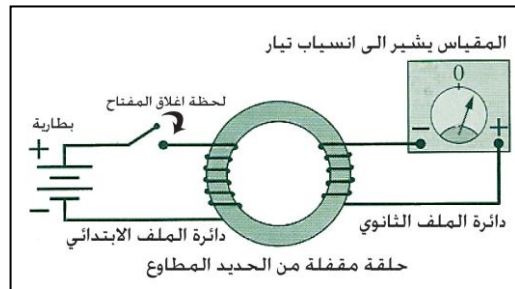 المقياس يشير الى انسياب تيار
0
لحظة اغلاق المفتاح
بطارية
+
−
− +
دائرة الملف الابتدائي
دائرة الملف الثانوي
حلقة مقفلة من الحديد المطاوع